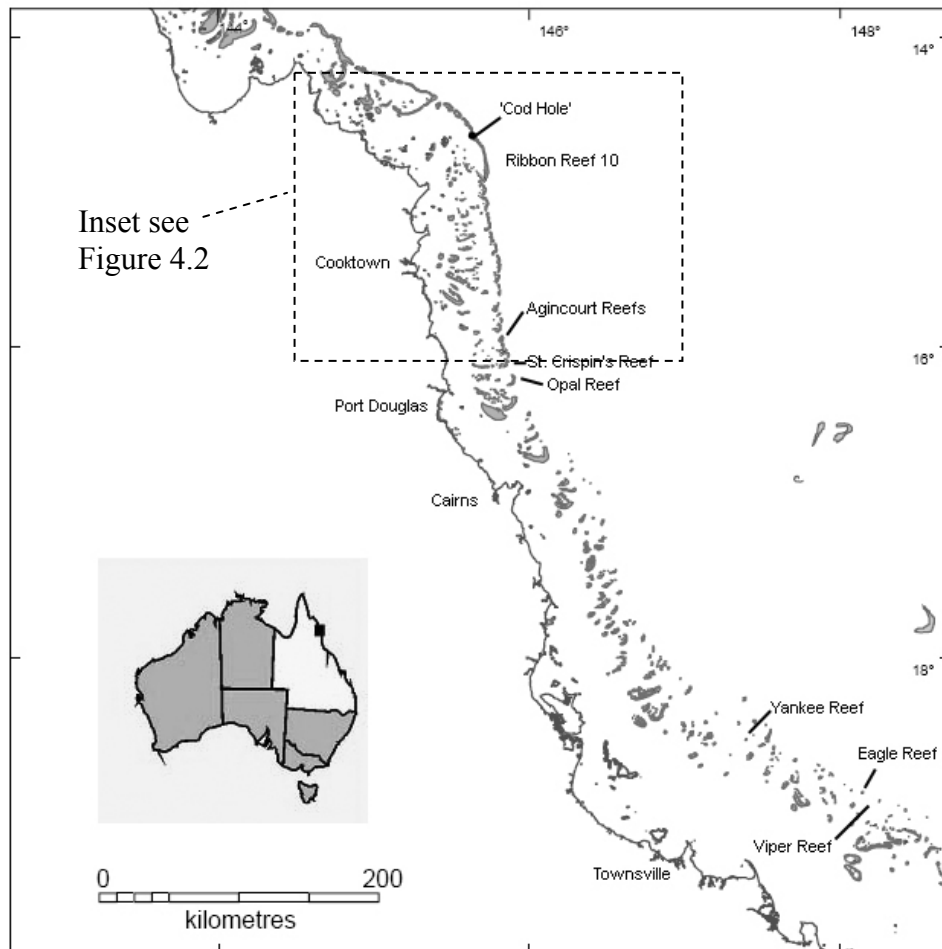 144°
146°
148°
14°
'Cod Hole'
Ribbon Reef 10
Inset see
Figure 4.2
Cooktown
Agincourt Reefs
16°
St. Crispin's Reef
Opal Reef
Port Douglas
Cairns
18°
Yankee Reef
Eagle Reef
Viper Reef
Townsville
0 200
kilometres